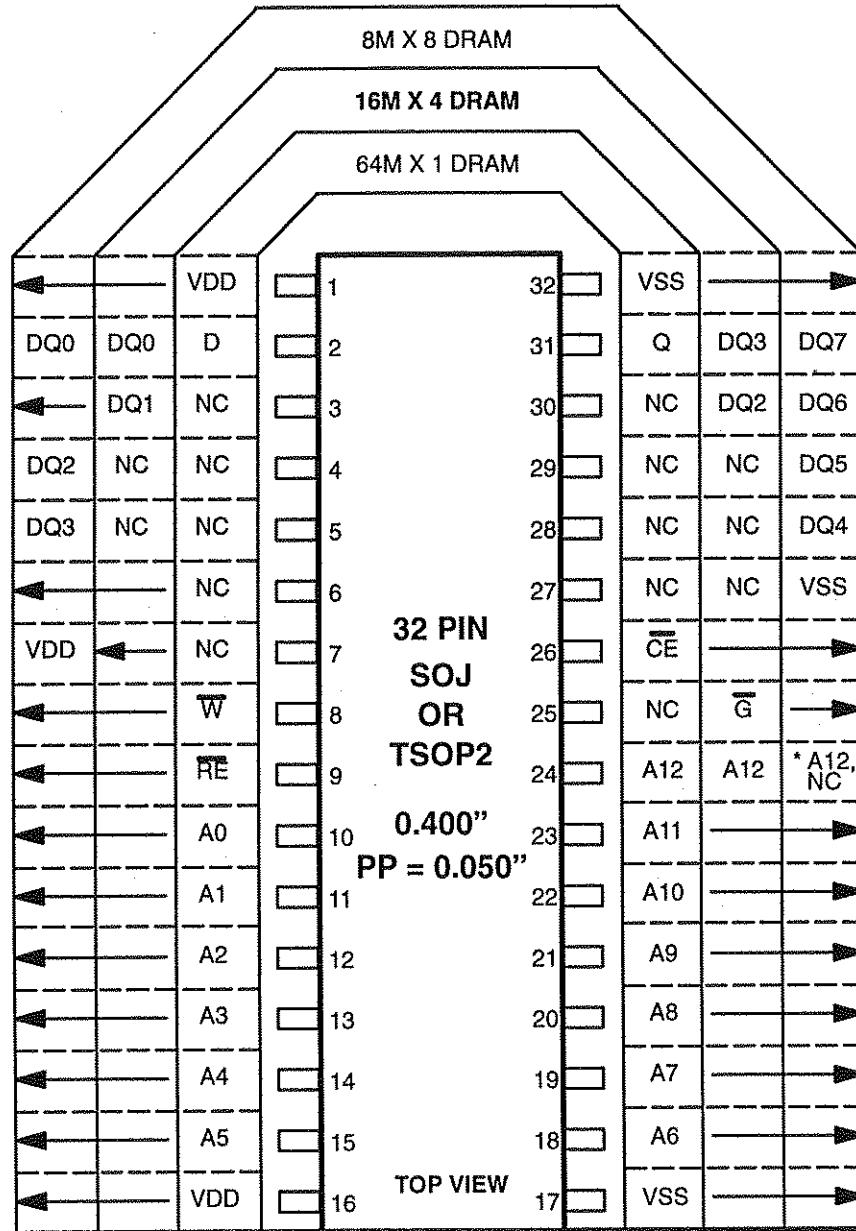 8M X 8 DRAM
16M X 4 DRAM
64M X 1 DRAM
VDD 1 32 VSS
DQ0 DQ0 D 2 31 Q DQ3 DQ7
DQ1 NC 3 30 NC DQ2 DQ6
DQ2 NC NC 4 29 NC NC DQ5
DQ3 NC NC 5 28 NC NC DQ4
NC 6 27 NC NC VSS
VDD NC 7 26 C̅E̅
32 PIN
SOJ
OR
TSOP2
0.400”
PP = 0.050”
W̅ 8 25 NC G̅
R̅E̅ 9 24 A12 A12 * A12,
NC
A0 10 23 A11
A1 11 22 A10
A2 12 21 A9
A3 13 20 A8
A4 14 19 A7
A5 15 18 A6
VDD 16 TOP VIEW 17 VSS